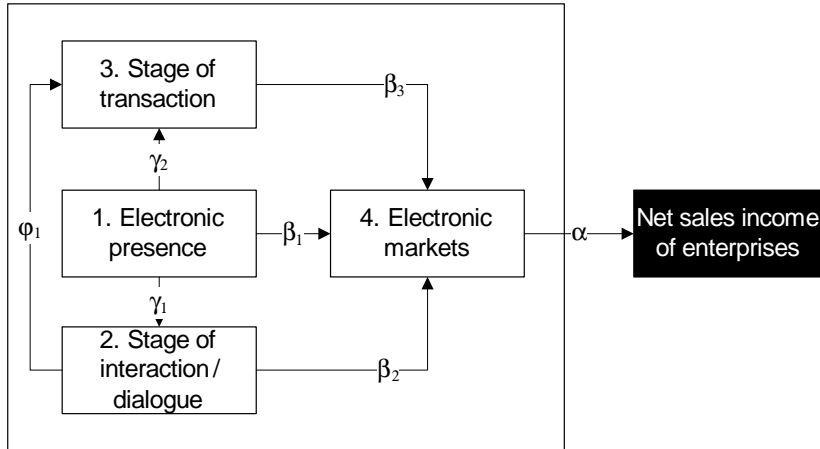 3. Stage of
transaction
β₃
γ₂
φ₁
1. Electronic
presence
β₁
4. Electronic
markets
α
Net sales income
of enterprises
γ₁
2. Stage of
interaction /
dialogue
β₂